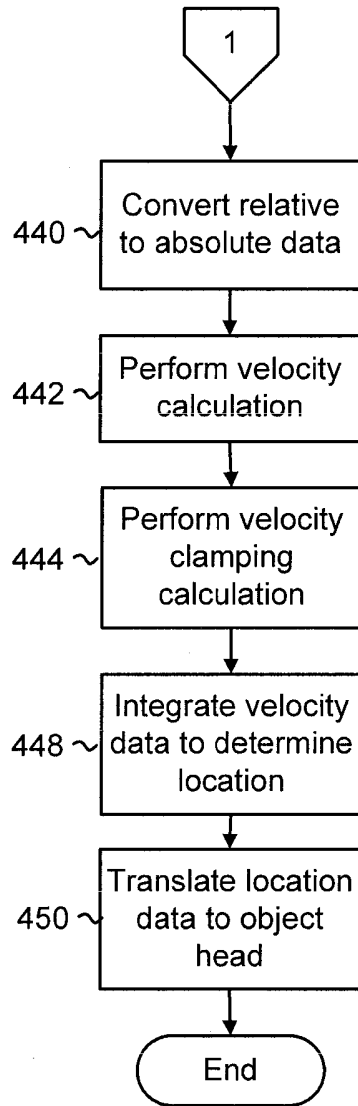 1
440
Convert relative
to absolute data
442
Perform velocity
calculation
444
Perform velocity
clamping
calculation
448
Integrate velocity
data to determine
location
450
Translate location
data to object
head
End